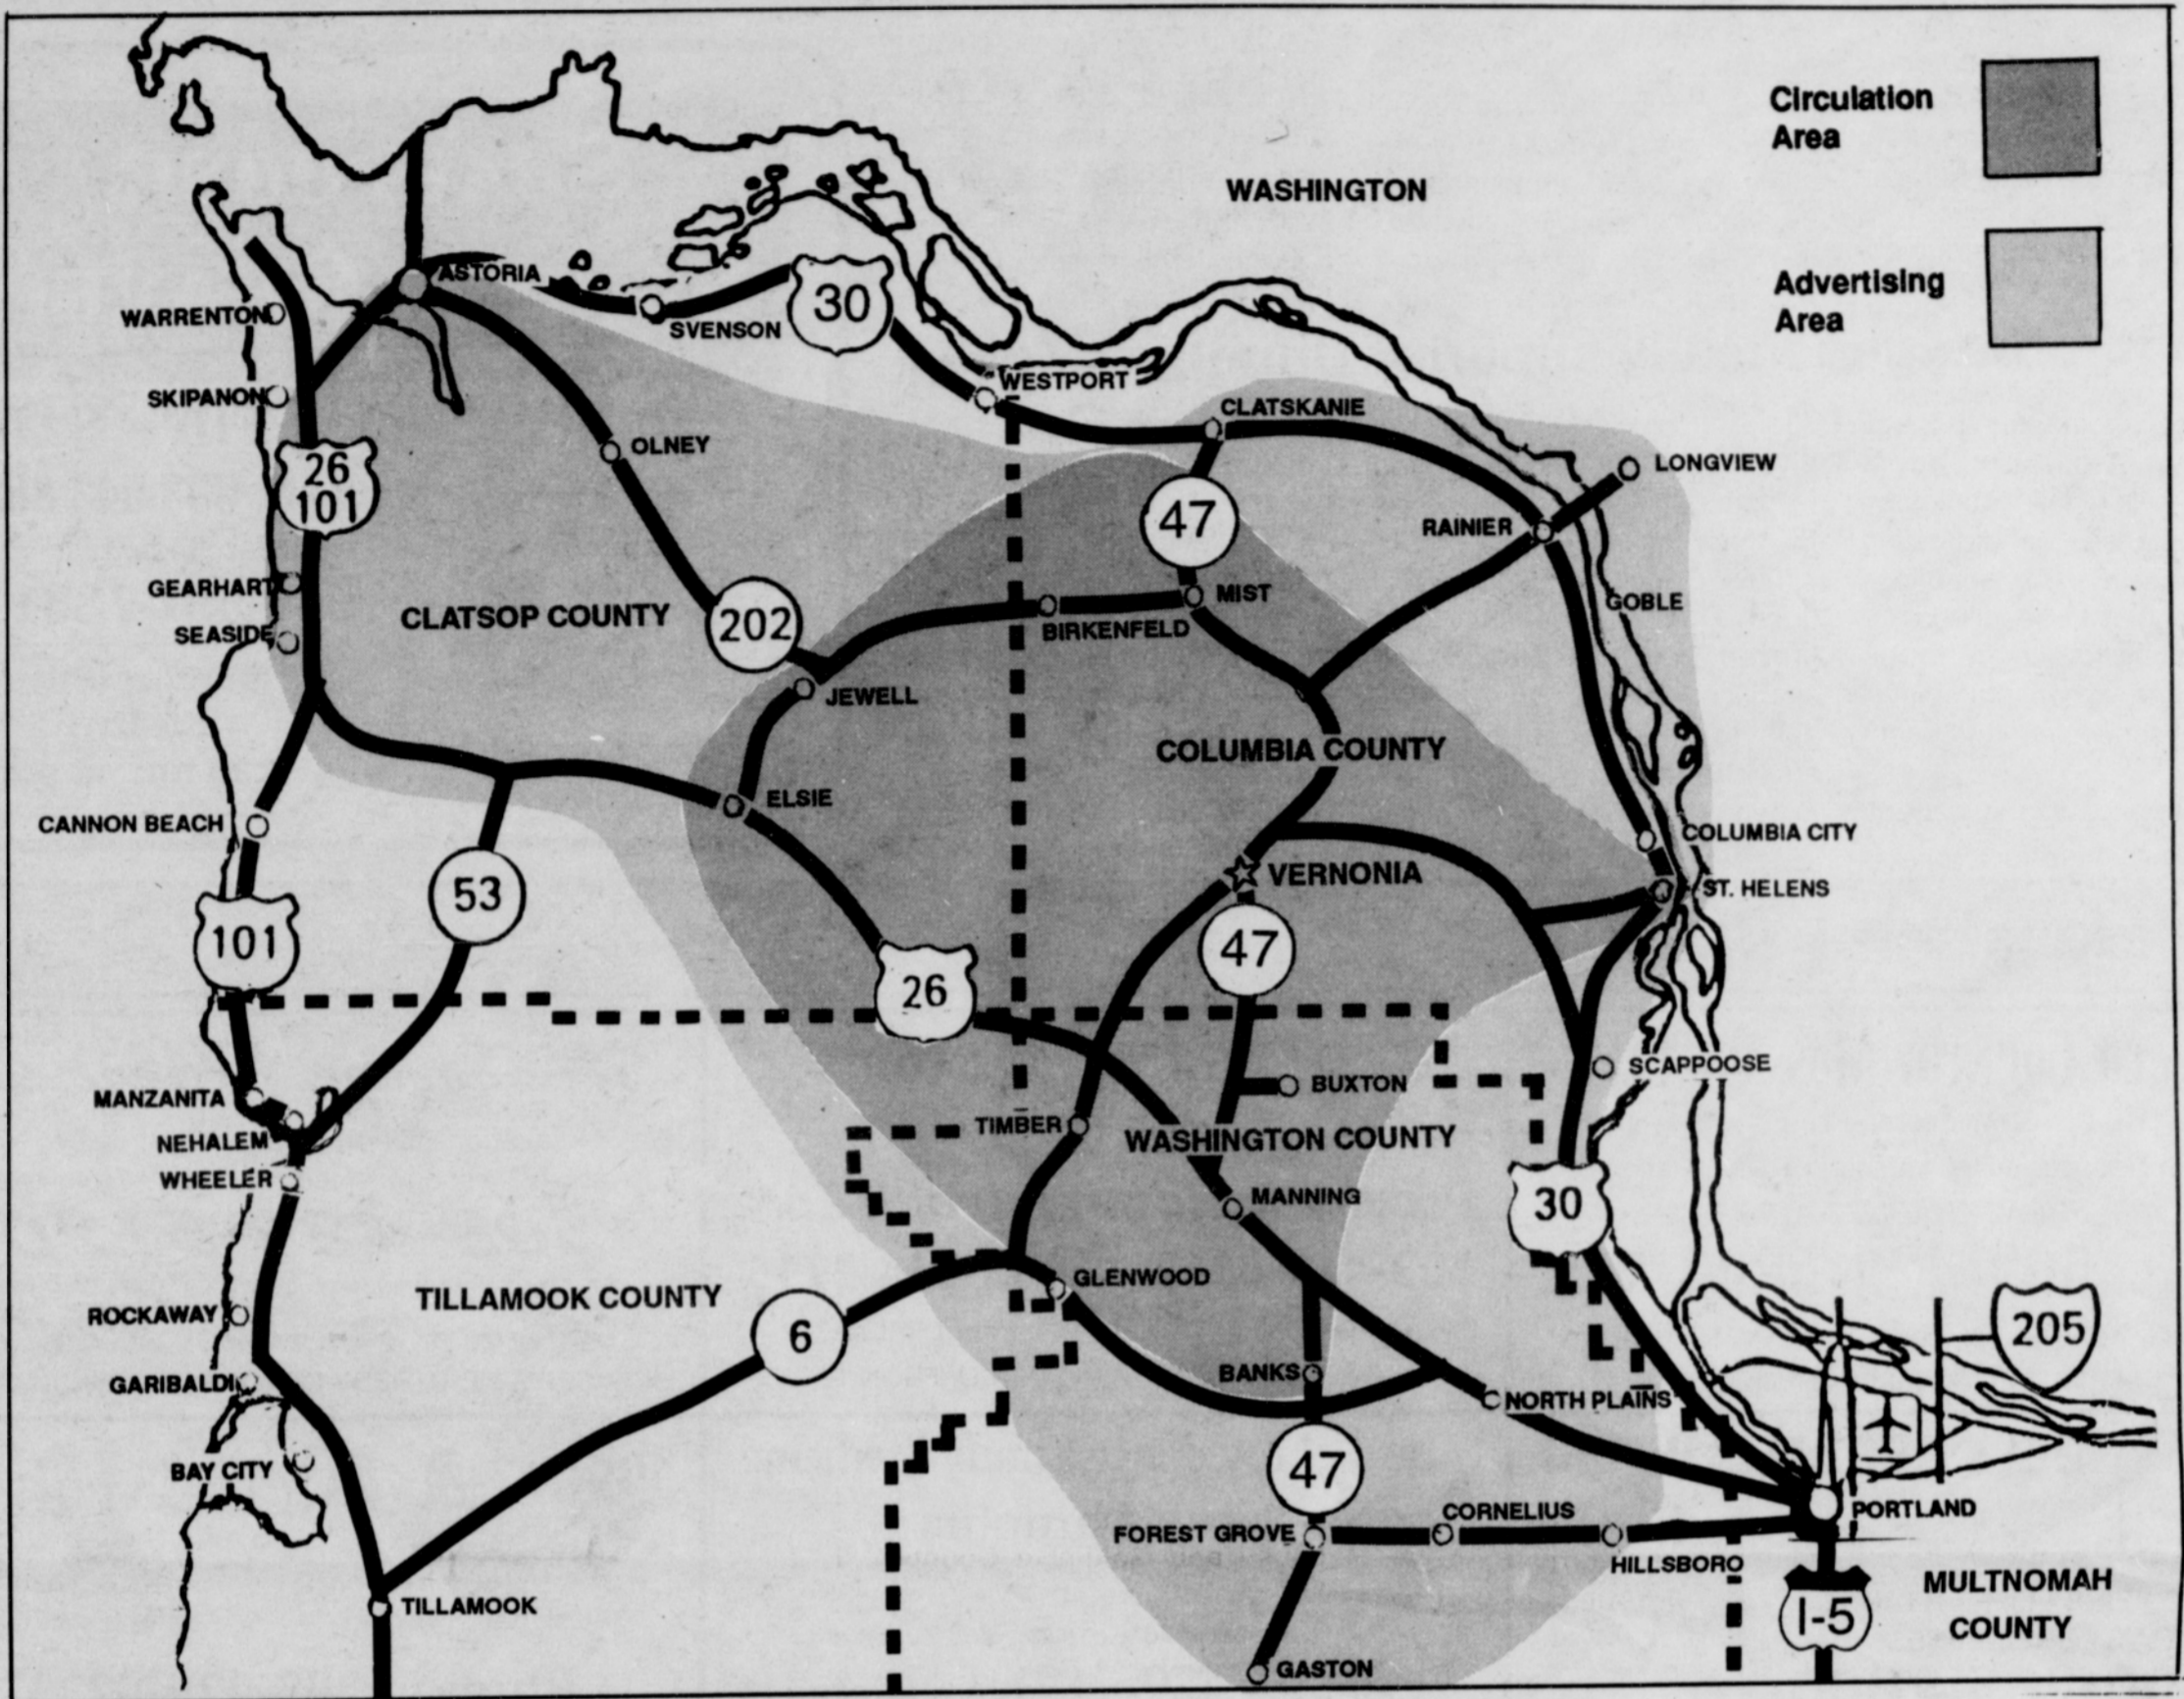 Circulation
Area
WASHINGTON
Advertising
Area
ASTORIA
WARRENTON
SVENSON
30
WESTPORT
SKIPANON
CLATSKANIE
OLNEY
LONGVIEW
26
101
47
RAINIER
GEARHART
CLATSOP COUNTY
MIST
GOBLE
SEASIDE
202
BIRKENFELD
JEWELL
COLUMBIA COUNTY
ELSIE
CANNON BEACH
COLUMBIA CITY
VERNONIA
ST. HELENS
53
101
47
26
SCAPPOOSE
MANZANITA
BUXTON
NEHALEM
TIMBER
WASHINGTON COUNTY
WHEELER
MANNING
30
TILLAMOOK COUNTY
GLENWOOD
ROCKAWAY
6
205
GARIBALDI
BANKS
NORTH PLAINS
BAY CITY
47
CORNELIUS
PORTLAND
FOREST GROVE
HILLSBORO
TILLAMOOK
I-5
MULTNOMAH
COUNTY
GASTON